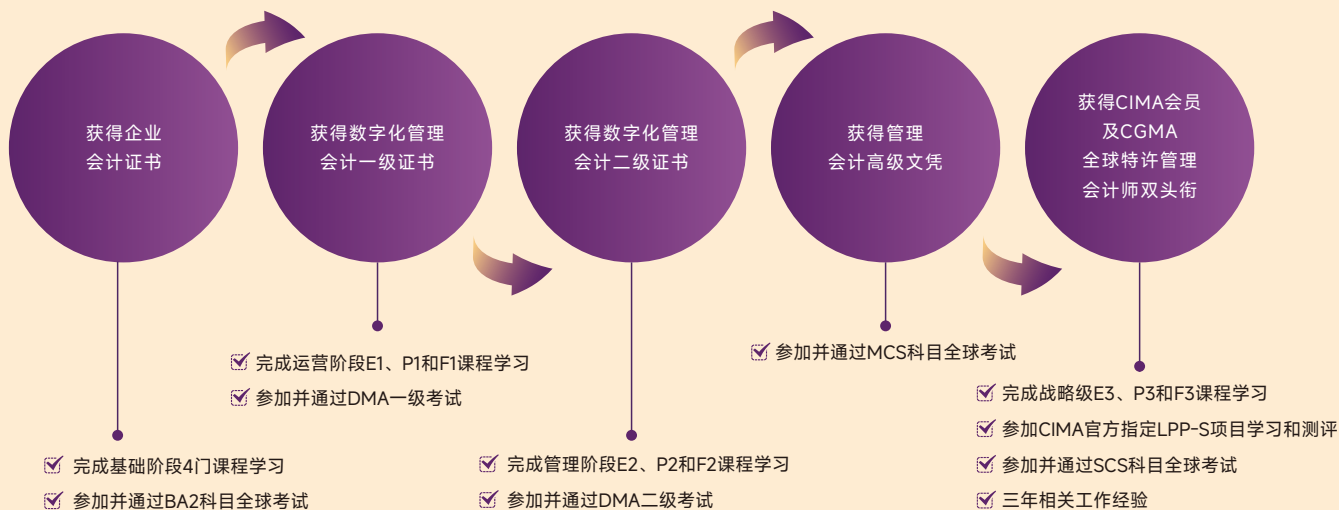 获得企业
会计证书
获得数字化管理
会计一级证书
获得数字化管理
会计二级证书
获得管理
会计高级文凭
获得CIMA会员
及CGMA
全球特许管理
会计师双头衔
完成基础阶段4门课程学习
参加并通过BA2科目全球考试
完成运营阶段E1、P1和F1课程学习
参加并通过DMA一级考试
完成管理阶段E2、P2和F2课程学习
参加并通过DMA二级考试
参加并通过MCS科目全球考试
完成战略级E3、P3和F3课程学习
参加CIMA官方指定LPP-S项目学习和测评
参加并通过SCS科目全球考试
三年相关工作经验